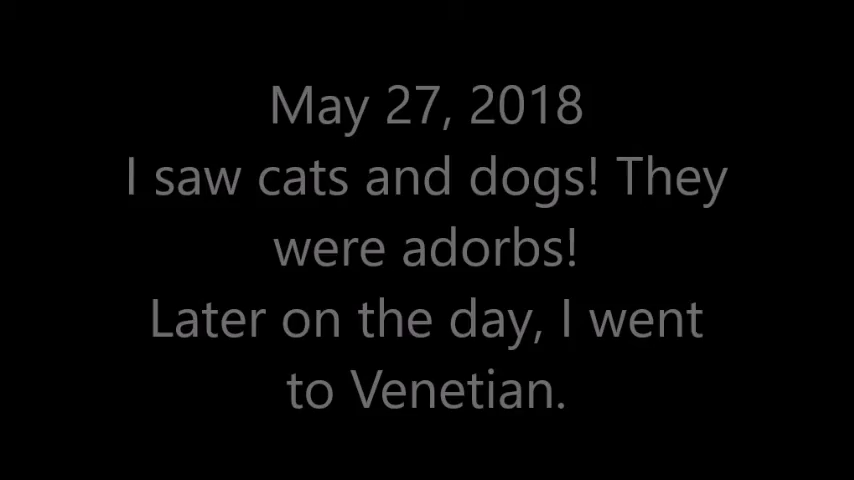 May 27, 2018
I saw cats and dogs! They
were adorbs!
Later on the day, I went
to Venetian.